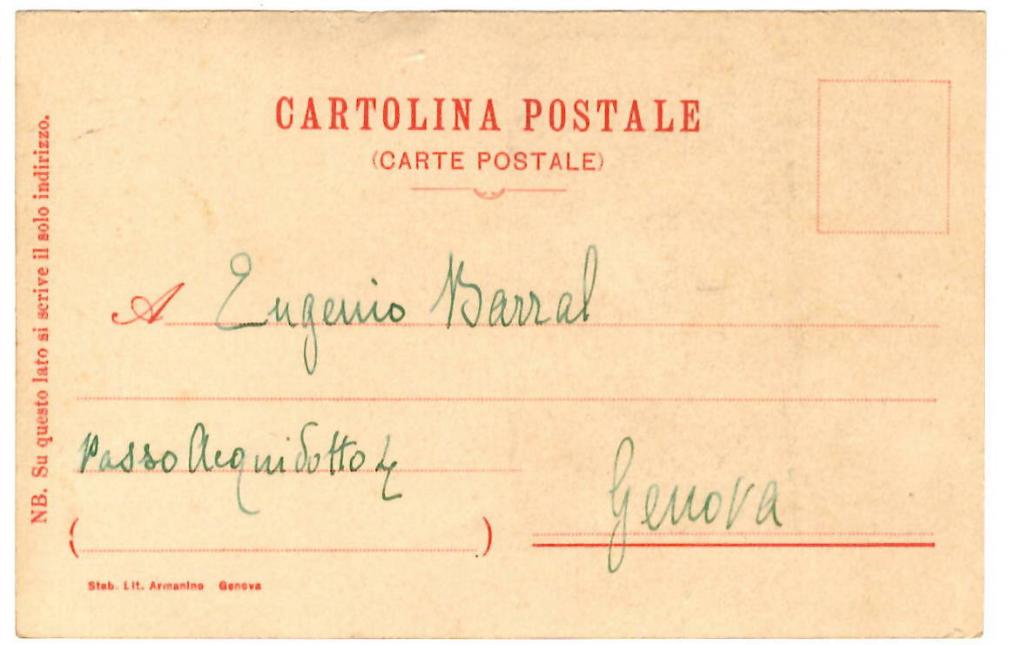 CARTOLINA POSTALE
(CARTE POSTALE)
NB. Su questo lato si scrive il solo indirizzo.
A Eugenio Barral
Passo Acquidotto 4
Genova
( )
Stab. Lit. Armanino Genova